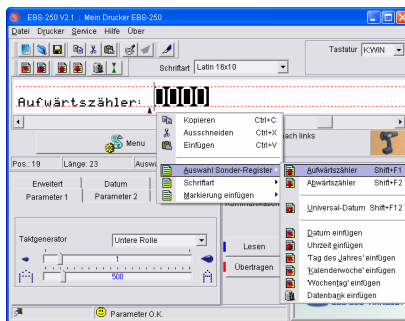 EBS-250 V2.1 : Mein Drucker EBS-250
Datei Drucker Service Hilfe Über
Tastatur KWIN
Schriftart Latin 16x10
Aufwärtszähler: 0000
Menu
nach links
Pos.: 19 Länge: 23 Ausw
Kopieren Ctrl+C
Ausschneiden Ctrl+X
Einfügen Ctrl+V
Auswahl Sonder-Register
Schriftart
Markierung einfügen
Aufwärtszähler Shift+F1
Abwärtszähler Shift+F2
Universal-Datum Shift+F12
Datum einfügen
Uhrzeit einfügen
'Tag des Jahres' einfügen
'Kalenderwoche' einfügen
'Wochentag' einfügen
Datenbank einfügen
Erweitert Datum
Parameter 1 Parameter 2
Kommunikation
Taktgenerator Untere Rolle
1
500
Lesen
Übertragen
Parameter O.K.